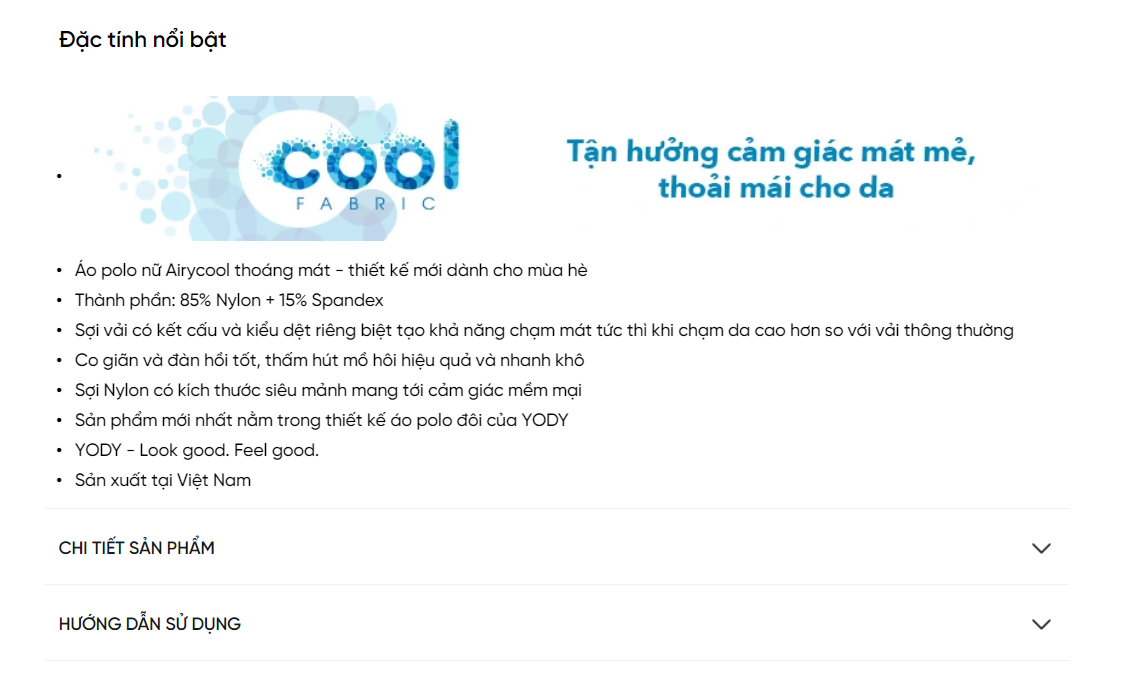 Đặc tính nổi bật
cool
FABRIC
Tận hưởng cảm giác mát mẻ,
thoải mái cho da
• Áo polo nữ Airycool thoáng mát - thiết kế mới dành cho mùa hè
• Thành phần: 85% Nylon + 15% Spandex
• Sợi vải có kết cấu và kiểu dệt riêng biệt tạo khả năng chạm mát tức thì khi chạm da cao hơn so với vải thông thường
• Co giãn và đàn hồi tốt, thấm hút mồ hôi hiệu quả và nhanh khô
• Sợi Nylon có kích thước siêu mảnh mang tới cảm giác mềm mại
• Sản phẩm mới nhất nằm trong thiết kế áo polo đôi của YODY
• YODY - Look good. Feel good.
• Sản xuất tại Việt Nam
CHI TIẾT SẢN PHẨM
HƯỚNG DẪN SỬ DỤNG